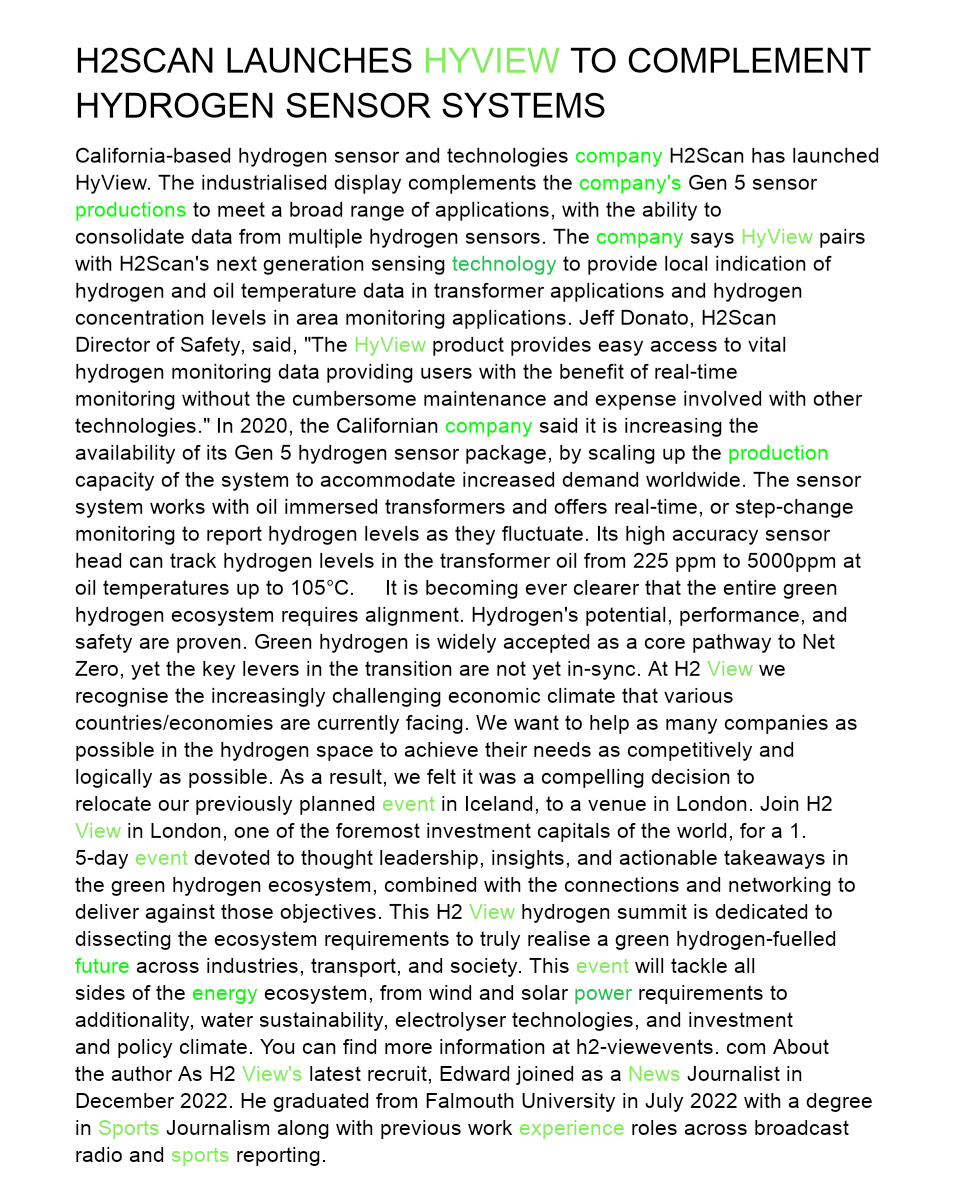 H2SCAN LAUNCHES HYVIEW TO COMPLEMENT
HYDROGEN SENSOR SYSTEMS
California-based hydrogen sensor and technologies company H2Scan has launched
HyView. The industrialised display complements the company's Gen 5 sensor
productions to meet a broad range of applications, with the ability to
consolidate data from multiple hydrogen sensors. The company says HyView pairs
with H2Scan's next generation sensing technology to provide local indication of
hydrogen and oil temperature data in transformer applications and hydrogen
concentration levels in area monitoring applications. Jeff Donato, H2Scan
Director of Safety, said, "The HyView product provides easy access to vital
hydrogen monitoring data providing users with the benefit of real-time
monitoring without the cumbersome maintenance and expense involved with other
technologies." In 2020, the Californian company said it is increasing the
availability of its Gen 5 hydrogen sensor package, by scaling up the production
capacity of the system to accommodate increased demand worldwide. The sensor
system works with oil immersed transformers and offers real-time, or step-change
monitoring to report hydrogen levels as they fluctuate. Its high accuracy sensor
head can track hydrogen levels in the transformer oil from 225 ppm to 5000ppm at
oil temperatures up to 105°C. It is becoming ever clearer that the entire green
hydrogen ecosystem requires alignment. Hydrogen's potential, performance, and
safety are proven. Green hydrogen is widely accepted as a core pathway to Net
Zero, yet the key levers in the transition are not yet in-sync. At H2 View we
recognise the increasingly challenging economic climate that various
countries/economies are currently facing. We want to help as many companies as
possible in the hydrogen space to achieve their needs as competitively and
logically as possible. As a result, we felt it was a compelling decision to
relocate our previously planned event in Iceland, to a venue in London. Join H2
View in London, one of the foremost investment capitals of the world, for a 1.
5-day event devoted to thought leadership, insights, and actionable takeaways in
the green hydrogen ecosystem, combined with the connections and networking to
deliver against those objectives. This H2 View hydrogen summit is dedicated to
dissecting the ecosystem requirements to truly realise a green hydrogen-fuelled
future across industries, transport, and society. This event will tackle all
sides of the energy ecosystem, from wind and solar power requirements to
additionality, water sustainability, electrolyser technologies, and investment
and policy climate. You can find more information at h2-viewevents. com About
the author As H2 View's latest recruit, Edward joined as a News Journalist in
December 2022. He graduated from Falmouth University in July 2022 with a degree
in Sports Journalism along with previous work experience roles across broadcast
radio and sports reporting.